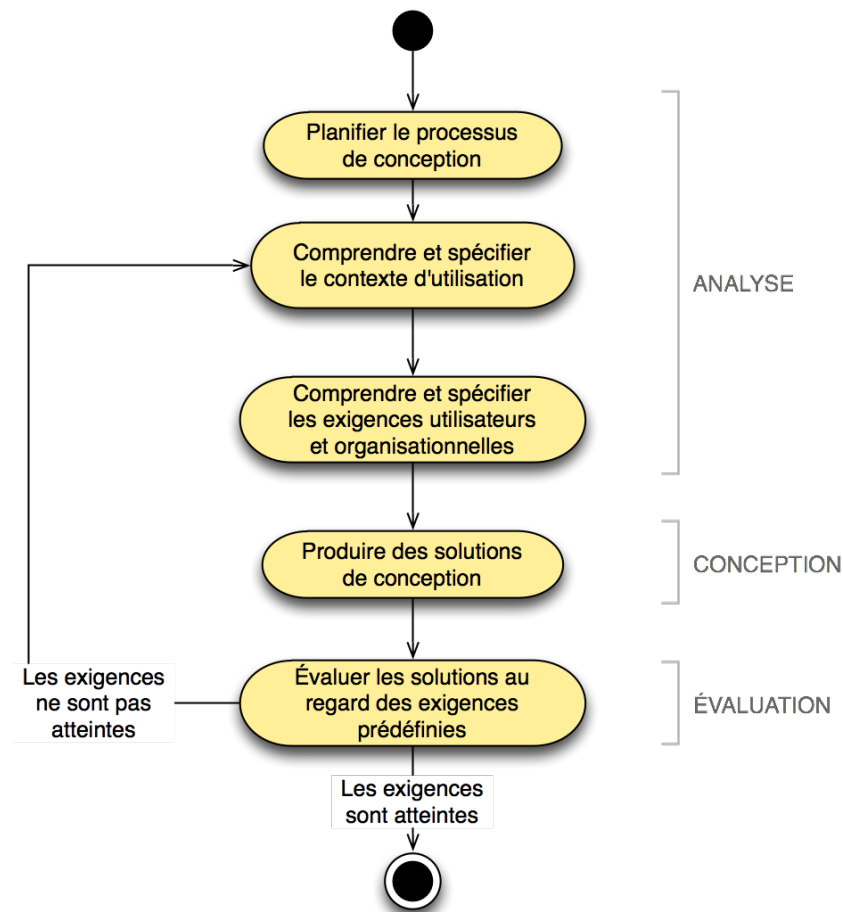 Planifier le processus
de conception
Comprendre et spécifier
le contexte d'utilisation
ANALYSE
Comprendre et spécifier
les exigences utilisateurs
et organisationnelles
Produire des solutions
de conception
CONCEPTION
Les exigences
ne sont pas
atteintes
Évaluer les solutions au
regard des exigences
prédéfinies
ÉVALUATION
Les exigences
sont atteintes